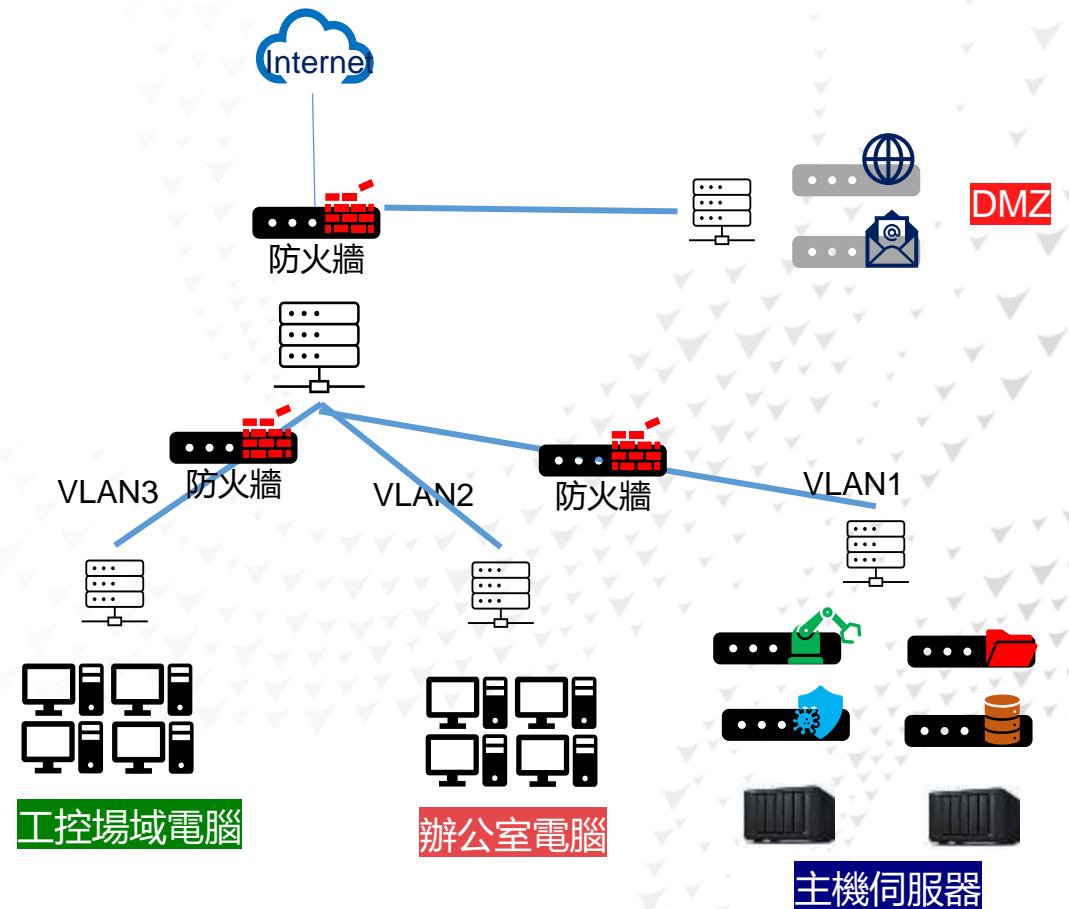 Internet
DMZ
防火牆
VLAN3
防火牆
VLAN2
防火牆
VLAN1
@
工控場域電腦
辦公室電腦
主機伺服器